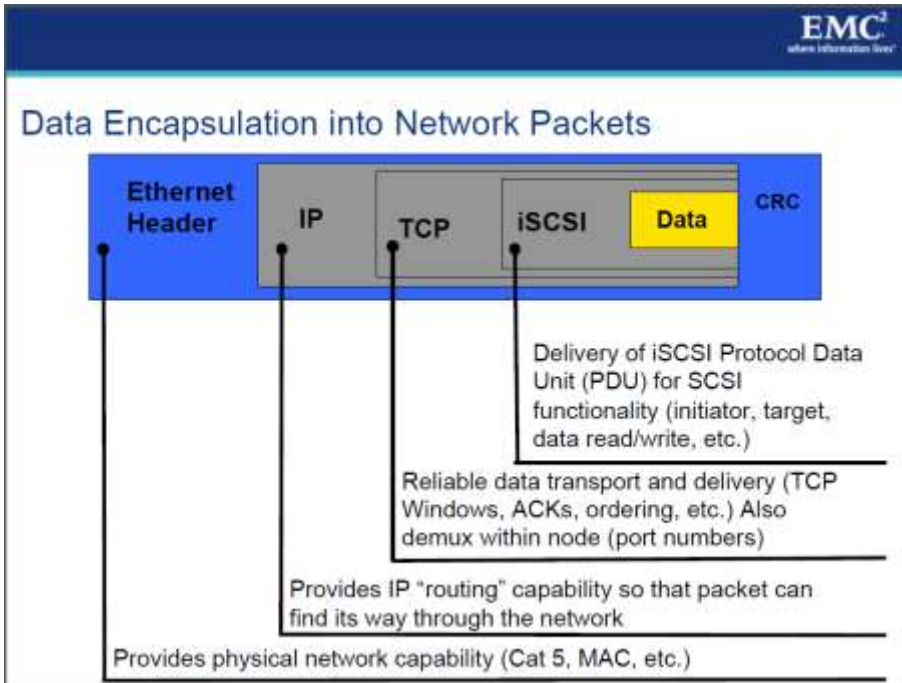 EMC²
where information lives®
Data Encapsulation into Network Packets
Ethernet
Header
IP
TCP
iSCSI
Data
CRC
Delivery of iSCSI Protocol Data
Unit (PDU) for SCSI
functionality (initiator, target,
data read/write, etc.)
Reliable data transport and delivery (TCP
Windows, ACKs, ordering, etc.) Also
demux within node (port numbers)
Provides IP “routing” capability so that packet can
find its way through the network
Provides physical network capability (Cat 5, MAC, etc.)